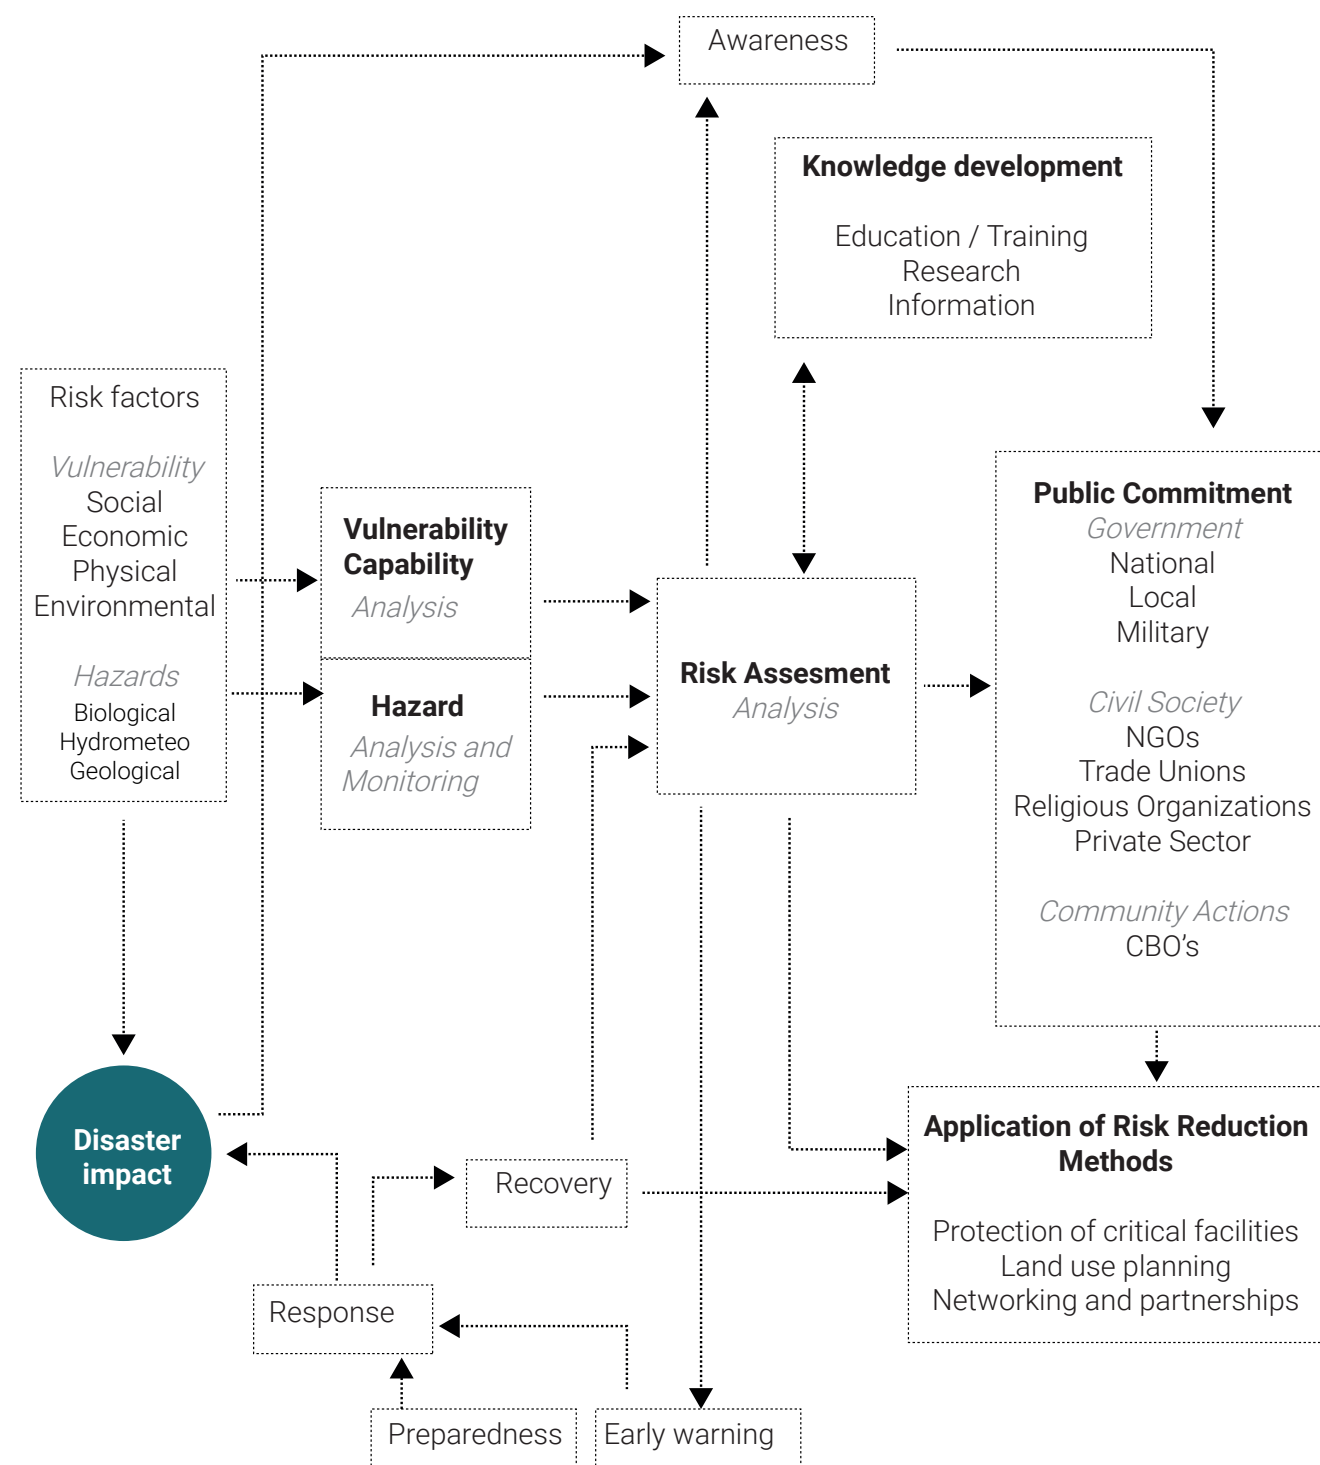 Awareness
Knowledge development
Education / Training
Research
Information
Risk factors
Vulnerability
Social
Economic
Physical
Environmental
Hazards
Biological
Hydrometeo
Geological
Vulnerability
Capability
Analysis
Hazard
Analysis and
Monitoring
Risk Assesment
Analysis
Public Commitment
Government
National
Local
Military
Civil Society
NGOs
Trade Unions
Religious Organizations
Private Sector
Community Actions
CBO's
Disaster
impact
Recovery
Application of Risk Reduction
Methods
Protection of critical facilities
Land use planning
Networking and partnerships
Response
Preparedness
Early warning